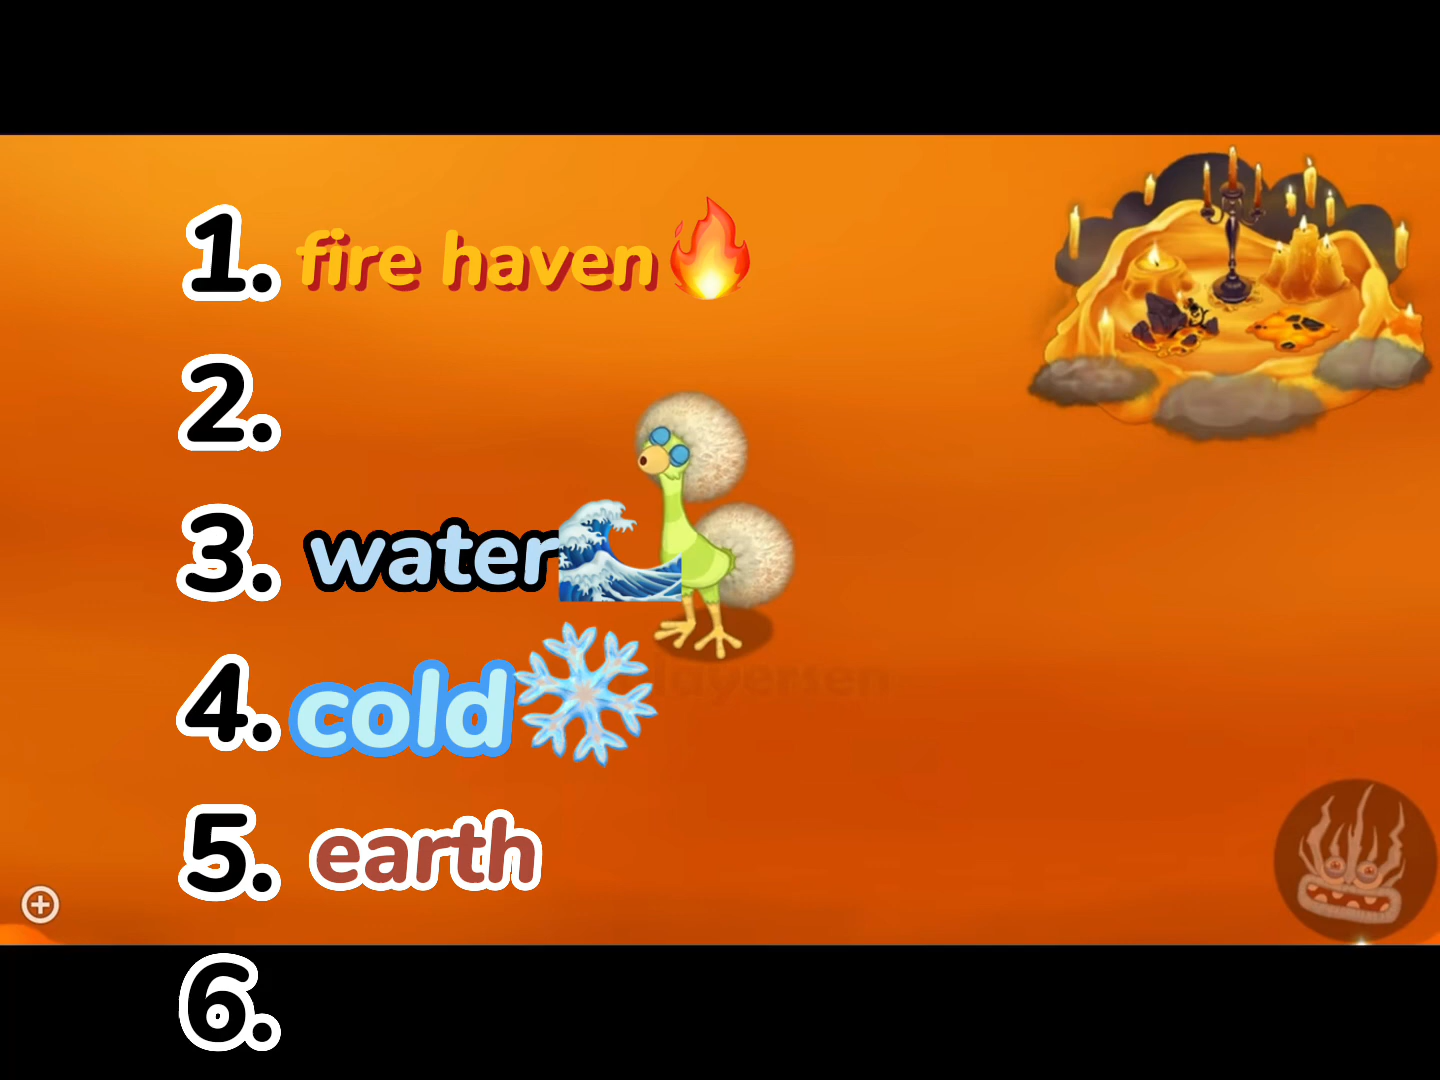 1. fire haven
2.
3. water
4. cold
5. earth
6.